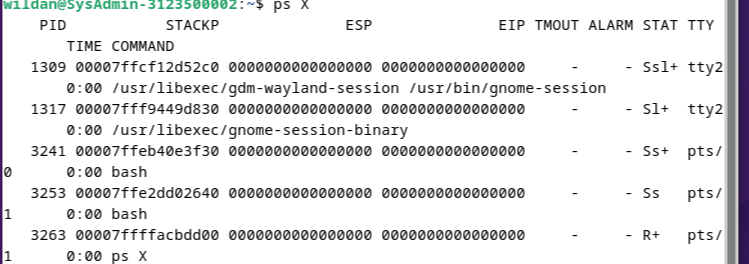 wildan@SysAdmin-3123500002:~$ ps X
PID STACKP ESP EIP TMOUT ALARM STAT TTY
TIME COMMAND
1309 00007ffcf12d52c0 0000000000000000 0000000000000000 - - Ssl+ tty2
0:00 /usr/libexec/gdm-wayland-session /usr/bin/gnome-session
1317 00007fff9449d830 0000000000000000 0000000000000000 - - Sl+ tty2
0:00 /usr/libexec/gnome-session-binary
3241 00007ffeb40e3f30 0000000000000000 0000000000000000 - - Ss+ pts/
0 0:00 bash
3253 00007ffe2dd02640 0000000000000000 0000000000000000 - - Ss pts/
1 0:00 bash
3263 00007ffffacbdd00 0000000000000000 0000000000000000 - - R+ pts/
1 0:00 ps X